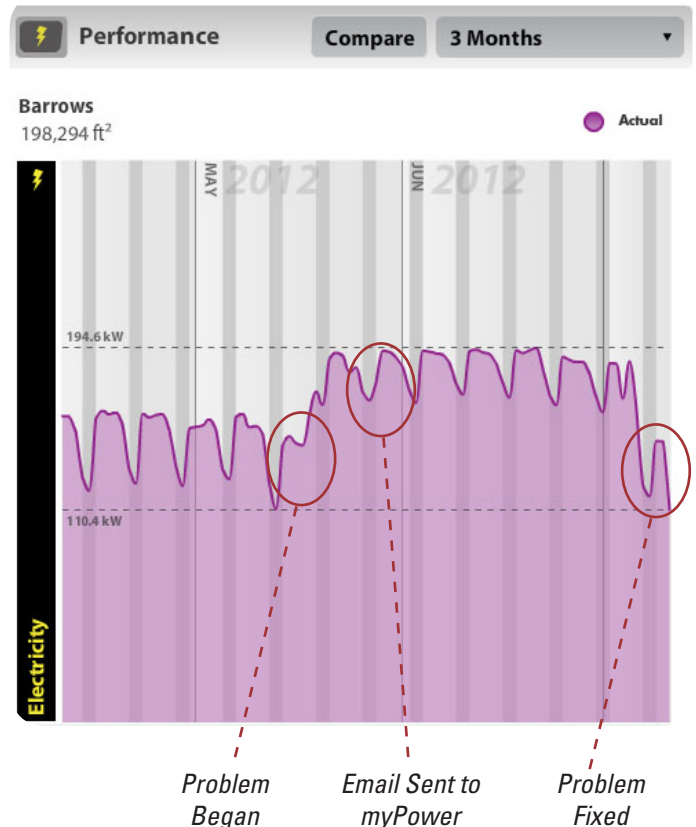 Performance
Compare
3 Months
Barrows
198,294 ft²
Actual
MAY
2012
JUN
2012
194.6 kW
110.4 kW
Electricity
Problem
Began
Email Sent to
myPower
Problem
Fixed